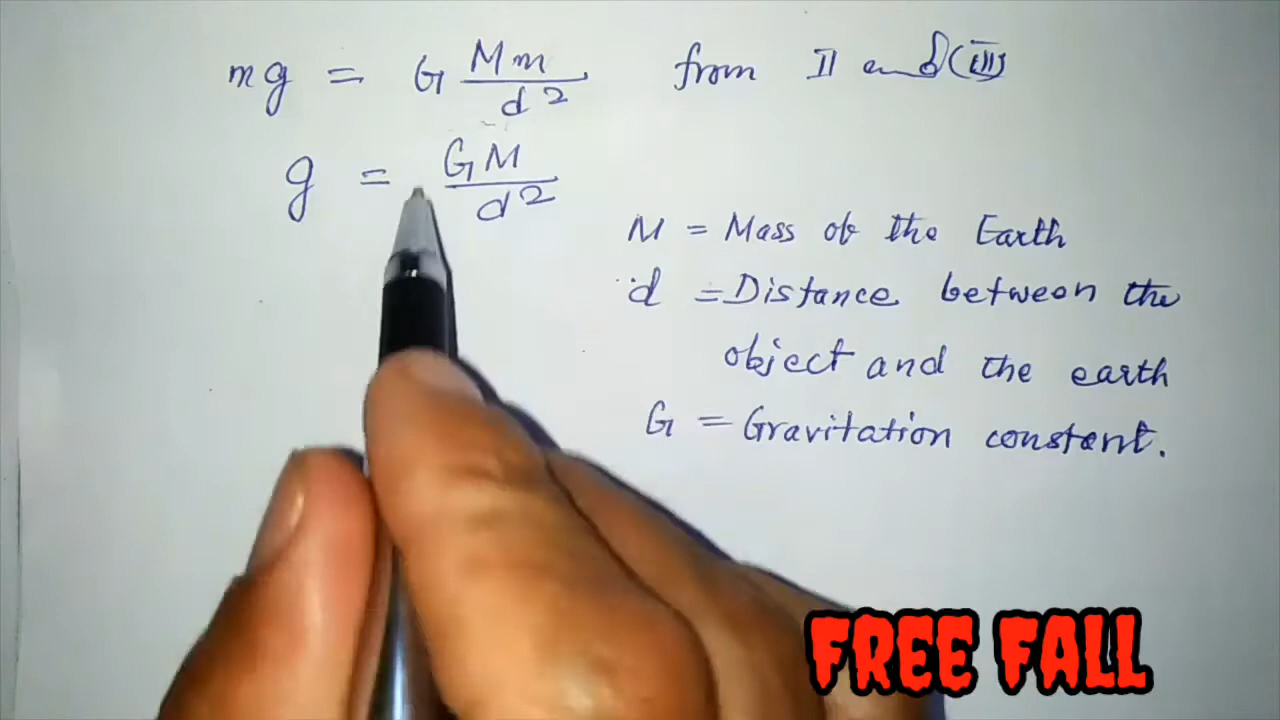 mg = G Mm / d² from II and (III)
g = GM / d²
M = Mass of the Earth
d = Distance between the
object and the earth
G = Gravitation constant.
FREE FALL